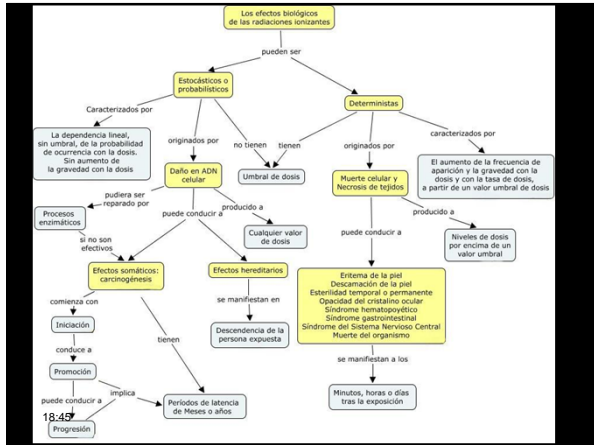 Los efectos biológicos
de las radiaciones ionizantes
pueden ser
Estocásticos o
probabilísticos
Deterministas
Caracterizados por
originados por
no tienen
tienen
originados por
caracterizados por
La dependencia lineal,
sin umbral, de la probabilidad
de ocurrencia con la dosis.
Sin aumento de
la gravedad con la dosis
Daño en ADN
celular
Umbral de dosis
Muerte celular y
Necrosis de tejidos
El aumento de la frecuencia de
aparición y la gravedad con la
dosis y con la tasa de dosis,
a partir de un valor umbral de dosis
pudiera ser
reparado por
puede conducir a
producido a
producido a
Procesos
enzimáticos
Cualquier valor
de dosis
puede conducir a
Niveles de dosis
por encima de un
valor umbral
si no son
efectivos
Efectos somáticos:
carcinogénesis
Efectos hereditarios
Eritema de la piel
Descamación de la piel
Esterilidad temporal o permanente
Opacidad del cristalino ocular
Síndrome hematopoyético
Síndrome gastrointestinal
Síndrome del Sistema Nervioso Central
Muerte del organismo
comienza con
se manifiestan en
Iniciación
Descendencia de la
persona expuesta
tienen
conduce a
se manifiestan a los
Promoción
puede conducir a
implica
Minutos, horas o días
tras la exposición
Períodos de latencia
de Meses o años
18:45
Progresión